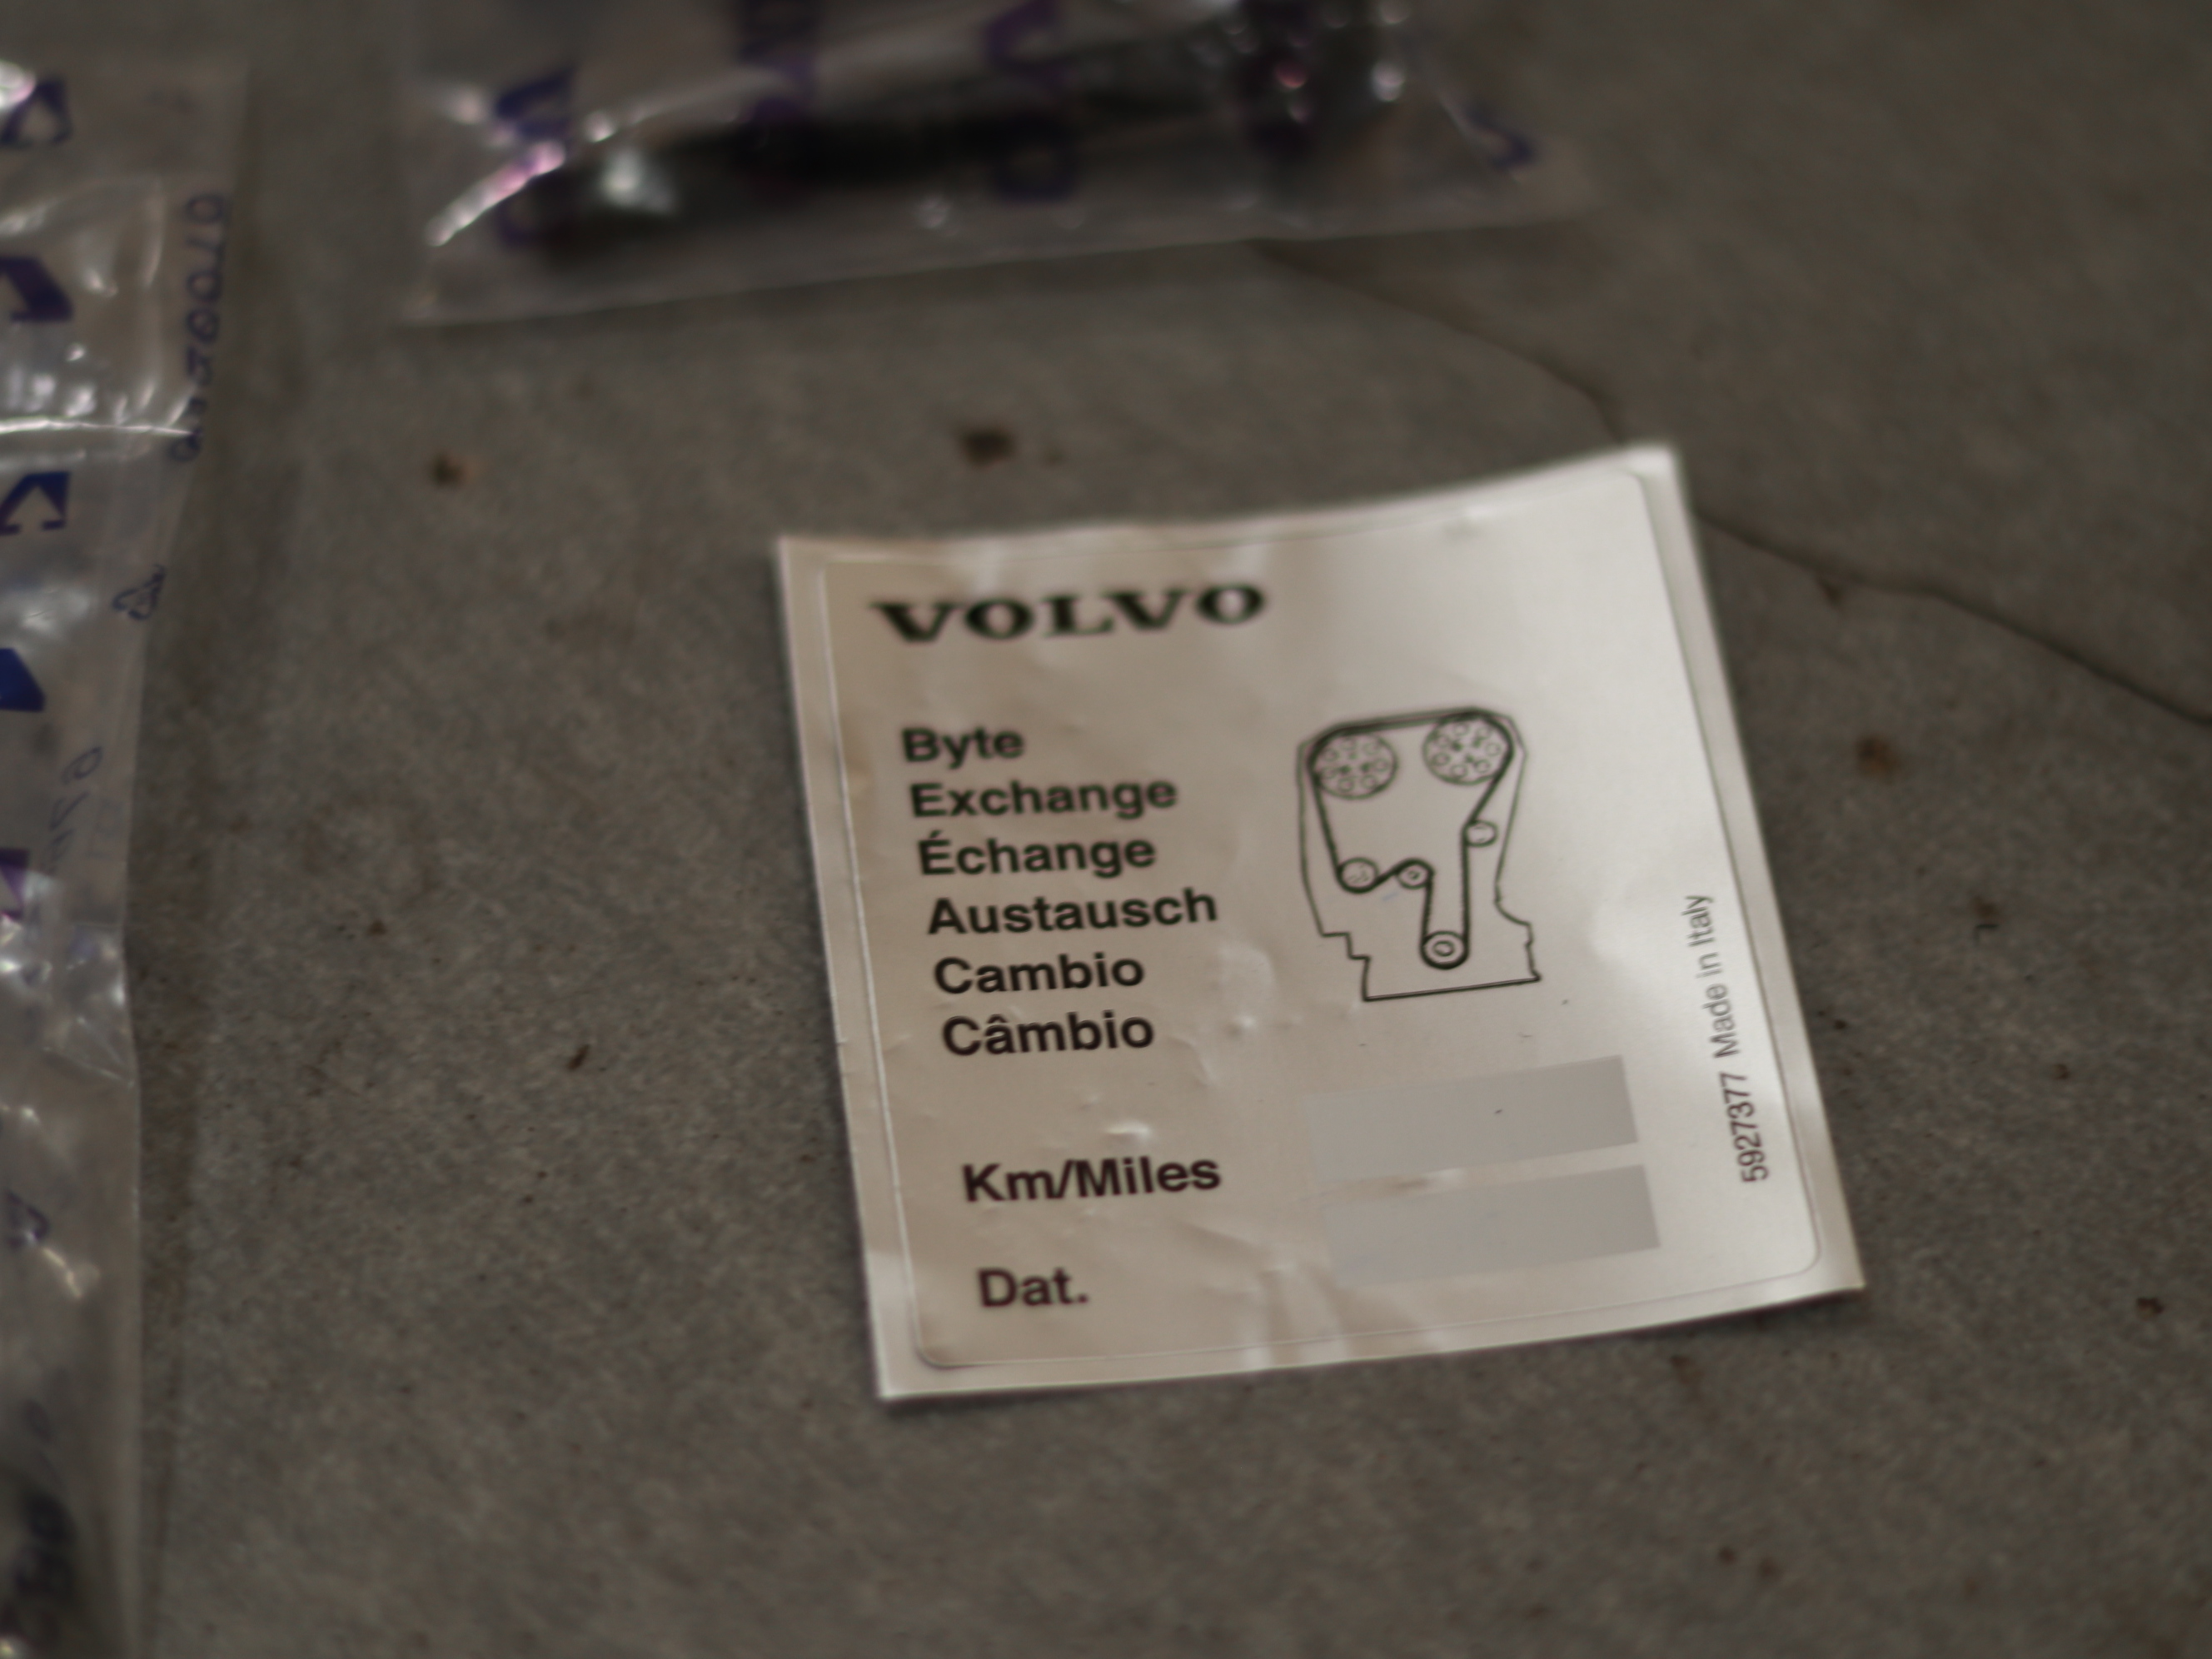 VOLVO
Byte
Exchange
Échange
Austausch
Cambio
Câmbio
Km/Miles
Dat.
5927377 Made in Italy